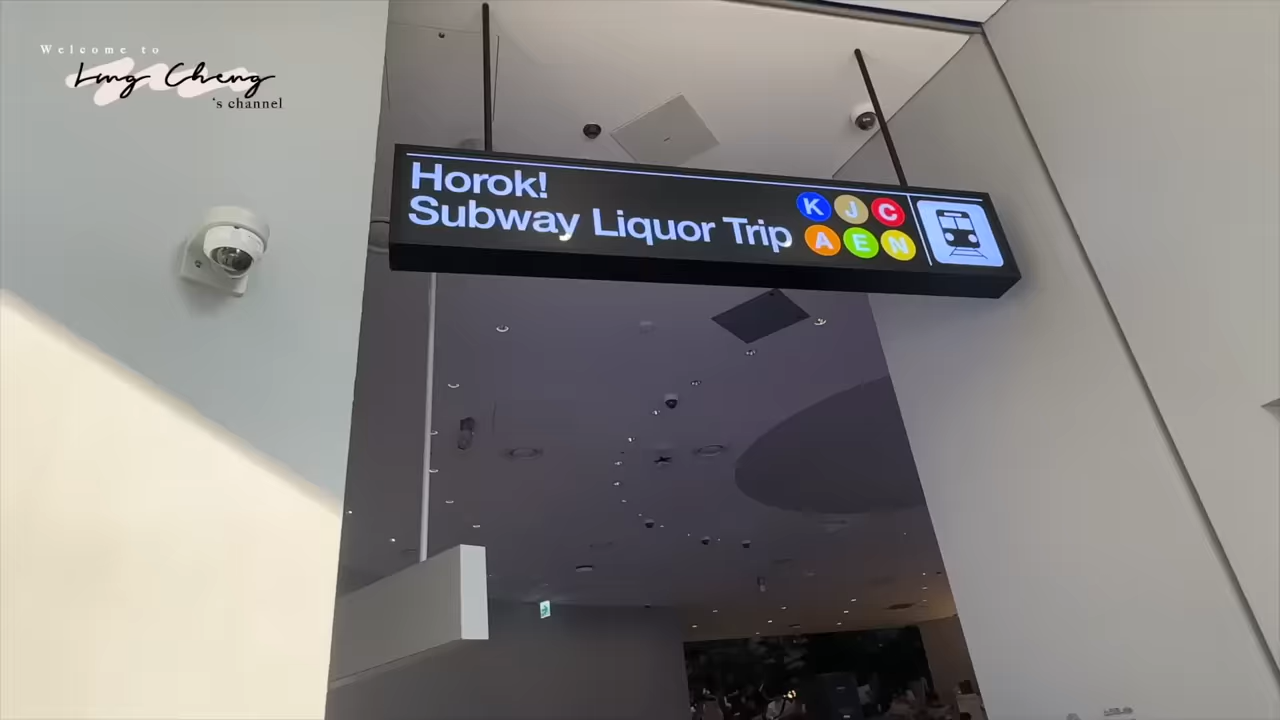 Welcome to
Ling Cheng
's channel
Horok!
Subway Liquor Trip
K J C
A E N